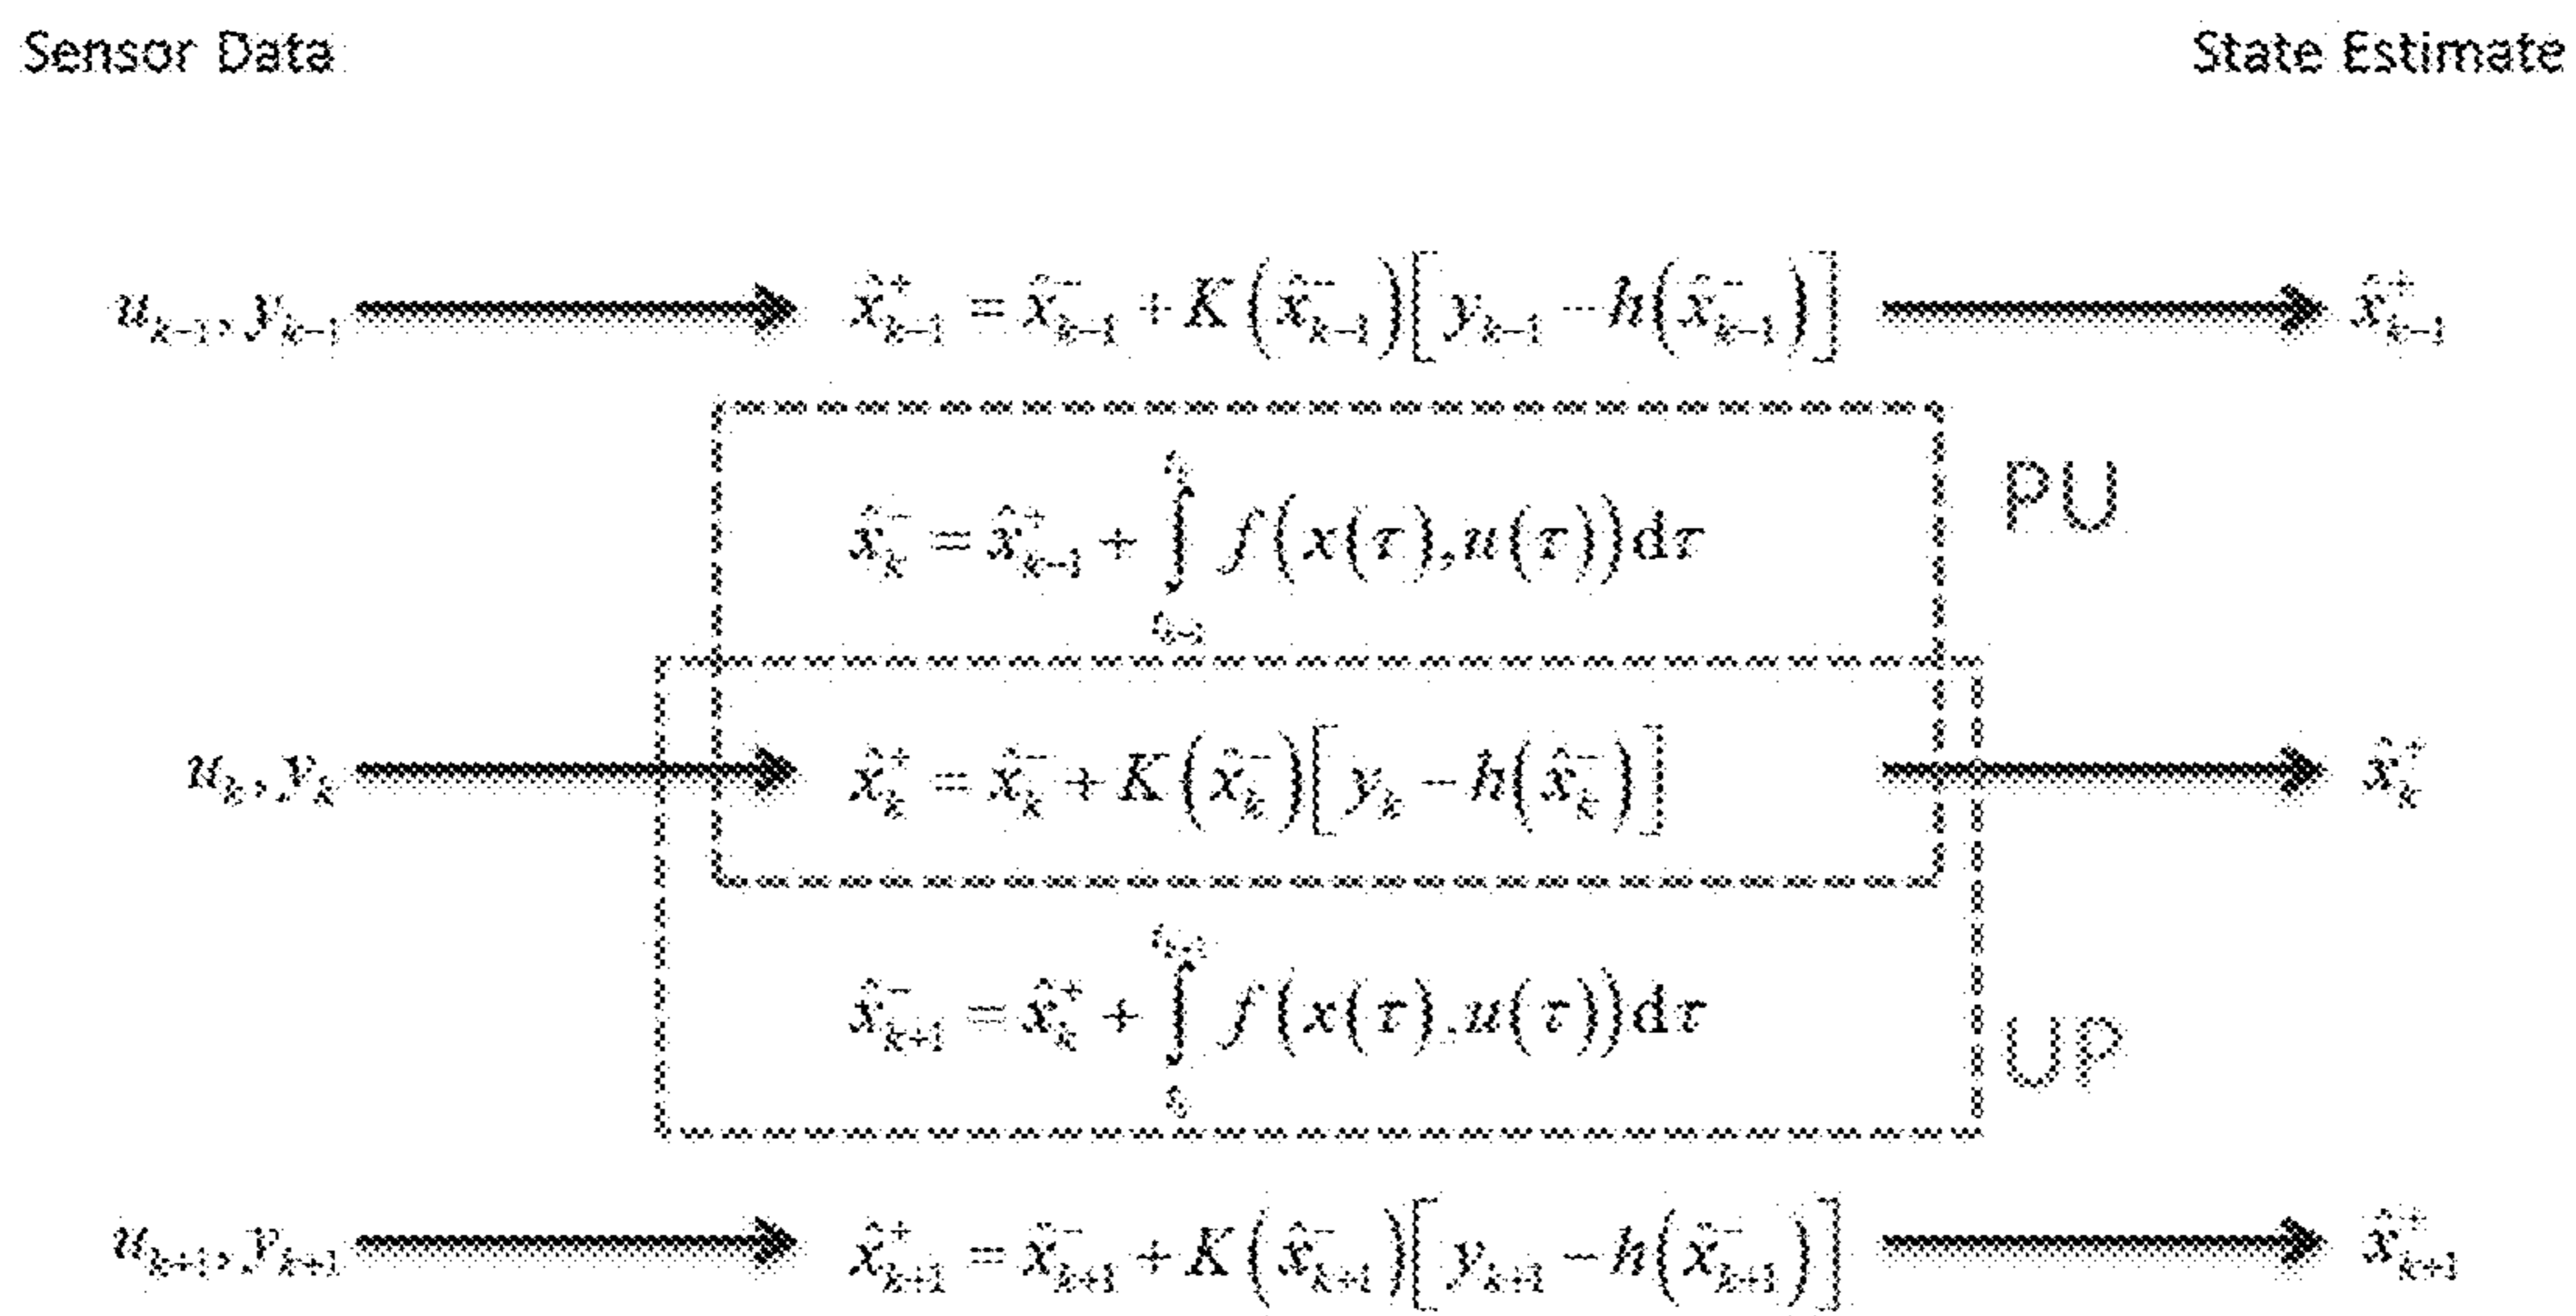 Sensor Data State Estimate
u_{k-1}, y_{k-1} x̂⁺_{k-1} = x̂⁻_{k-1} + K(x̂⁻_{k-1})[y_{k-1} − h(x̂⁻_{k-1})] x̂⁺_{k-1}
PU
x̂⁻_k = x̂⁺_{k-1} + ∫_{t_{k-1}}^{t_k} f(x(τ),u(τ))dτ
u_k, y_k x̂⁺_k = x̂⁻_k + K(x̂⁻_k)[y_k − h(x̂⁻_k)] x̂⁺_k
x̂⁻_{k+1} = x̂⁺_k + ∫_{t_k}^{t_{k+1}} f(x(τ),u(τ))dτ
UP
u_{k+1}, y_{k+1} x̂⁺_{k+1} = x̂⁻_{k+1} + K(x̂⁻_{k+1})[y_{k+1} − h(x̂⁻_{k+1})] x̂⁺_{k+1}